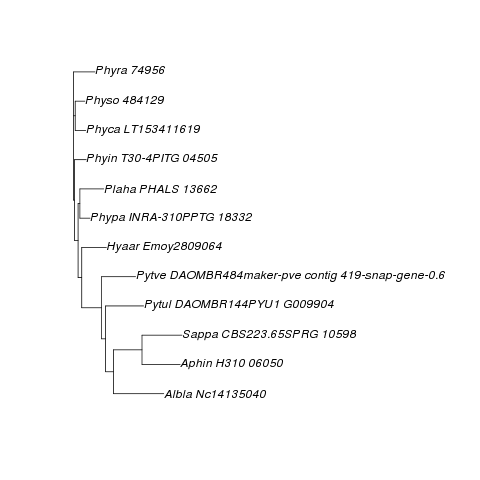 Phyra 74956
Physo 484129
Phyca LT153411619
Phyin T30-4PITG 04505
Plaha PHALS 13662
Phypa INRA-310PPTG 18332
Hyaar Emoy2809064
Pytve DAOMBR484maker-pve contig 419-snap-gene-0.6
Pytul DAOMBR144PYU1 G009904
Sappa CBS223.65SPRG 10598
Aphin H310 06050
Albla Nc14135040